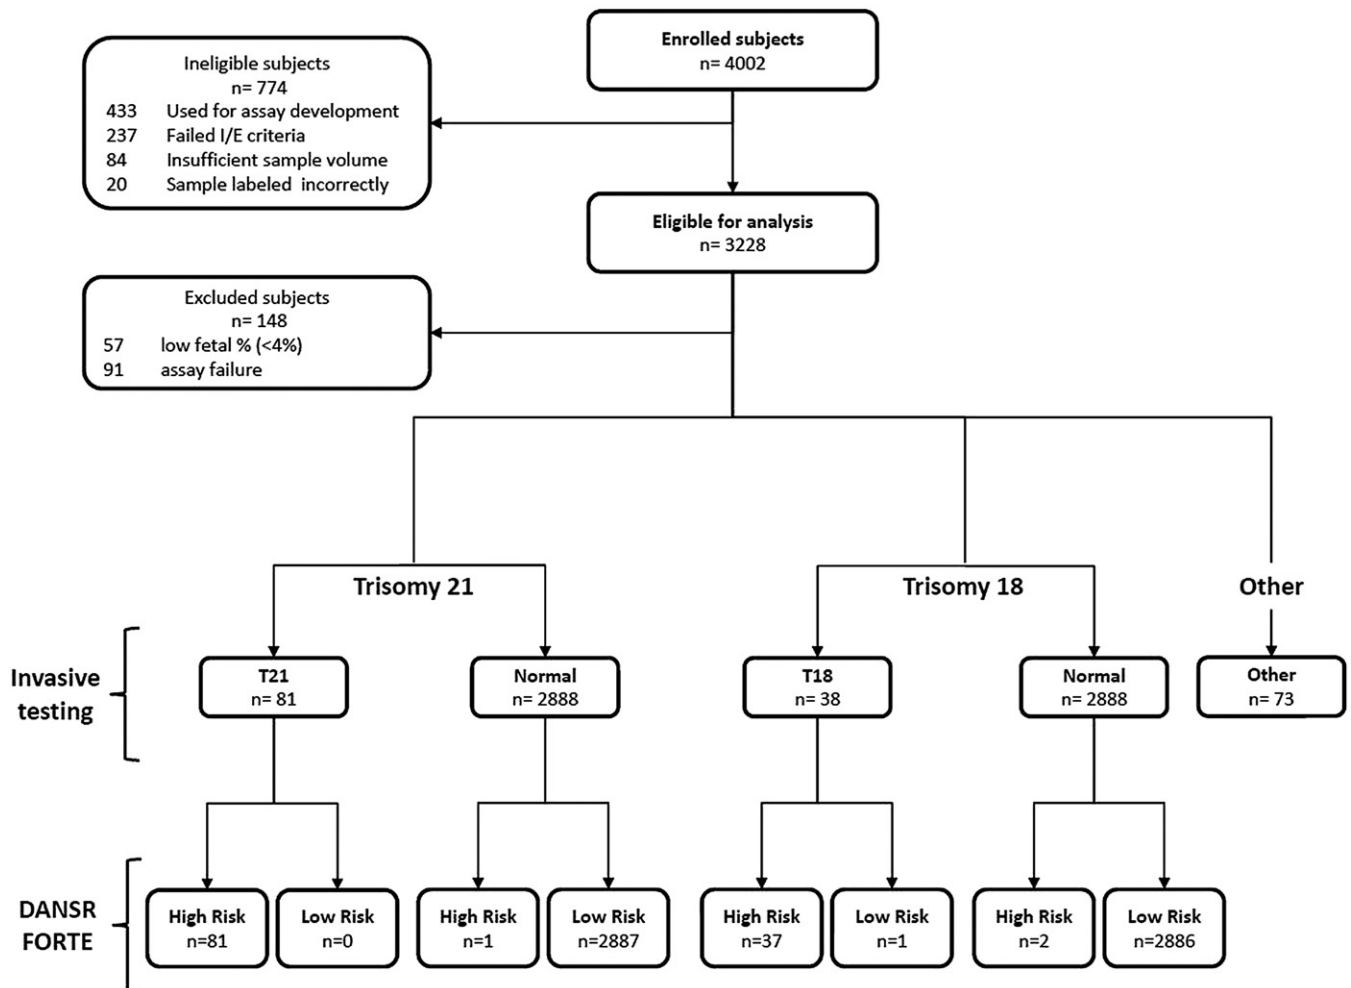 Enrolled subjects
n= 4002
Ineligible subjects
n= 774
433 Used for assay development
237 Failed I/E criteria
84 Insufficient sample volume
20 Sample labeled incorrectly
Eligible for analysis
n= 3228
Excluded subjects
n= 148
57 low fetal % (<4%)
91 assay failure
Trisomy 21
Trisomy 18
Other
Invasive
testing
T21
n= 81
Normal
n= 2888
T18
n= 38
Normal
n= 2888
Other
n= 73
DANSR
FORTE
High Risk
n=81
Low Risk
n=0
High Risk
n=1
Low Risk
n=2887
High Risk
n=37
Low Risk
n=1
High Risk
n=2
Low Risk
n=2886